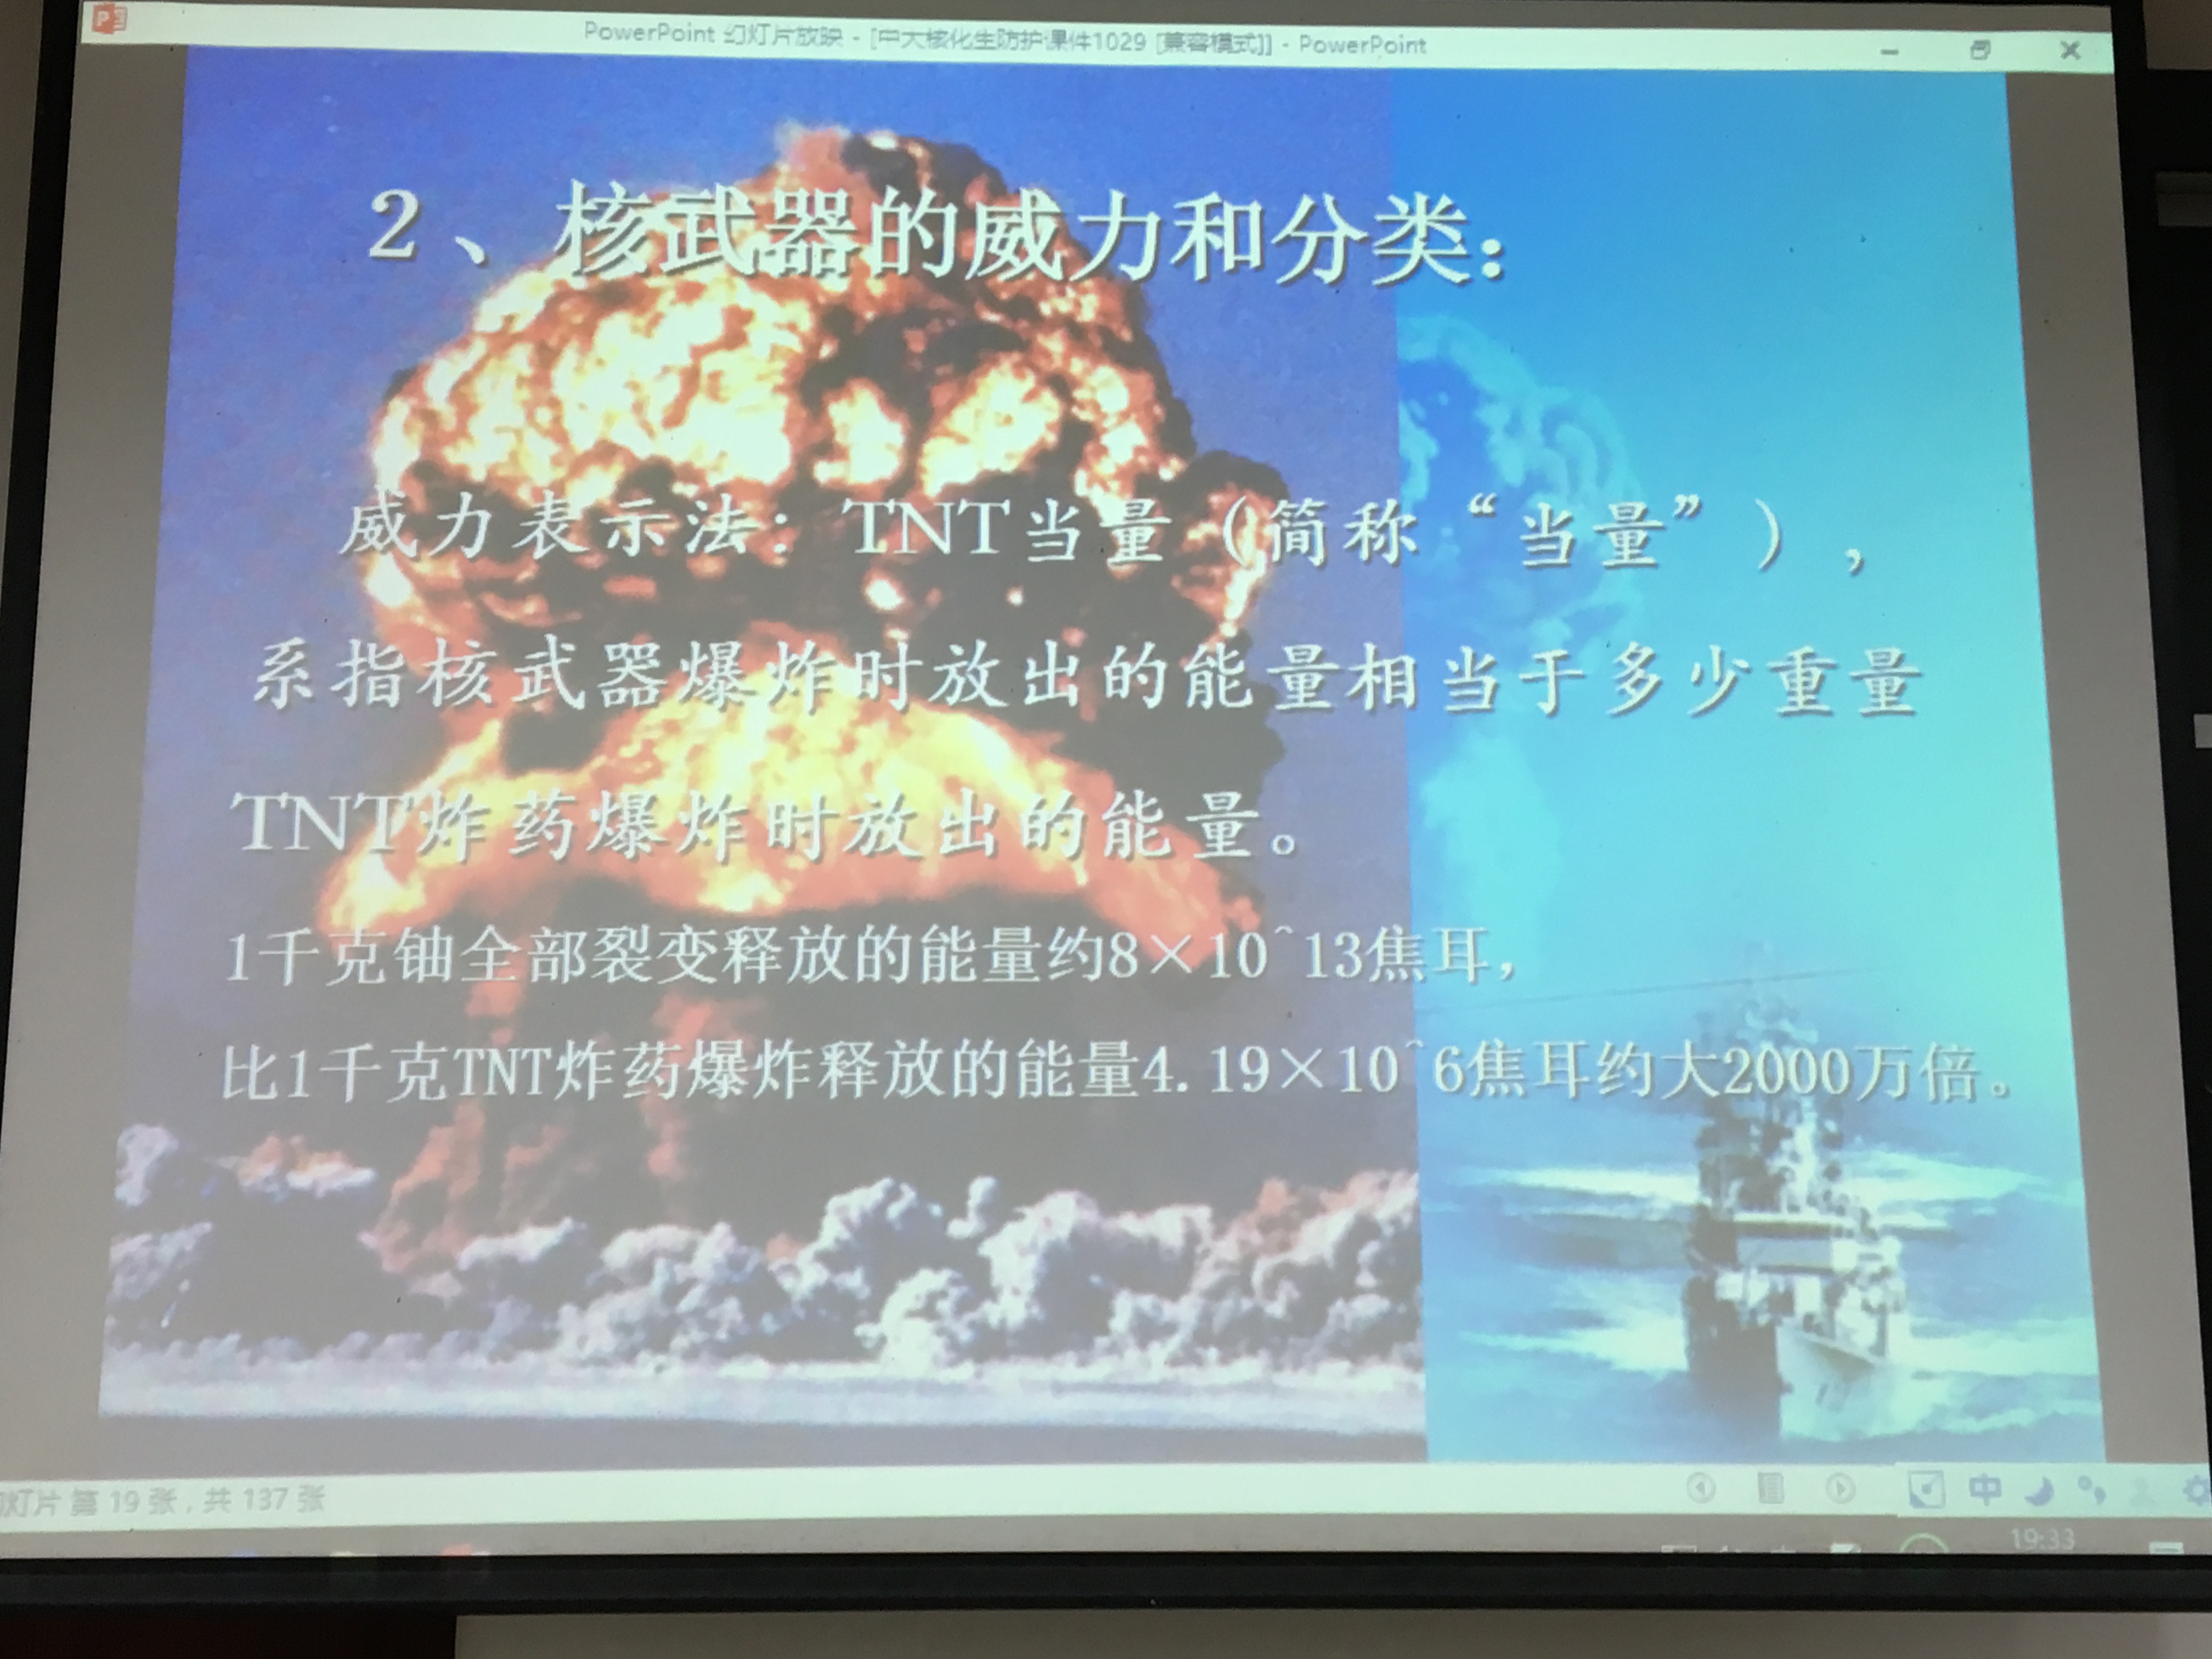 PowerPoint 幻灯片放映 - [中大核化生防护课件1029 [兼容模式]] - PowerPoint
2、核武器的威力和分类：
威力表示法：TNT当量（简称“当量”），
系指核武器爆炸时放出的能量相当于多少重量
TNT炸药爆炸时放出的能量。
1千克铀全部裂变释放的能量约8×10^13焦耳，
比1千克TNT炸药爆炸释放的能量4.19×10^6焦耳约大2000万倍。
灯片 第 19 张，共 137 张
中
19:33